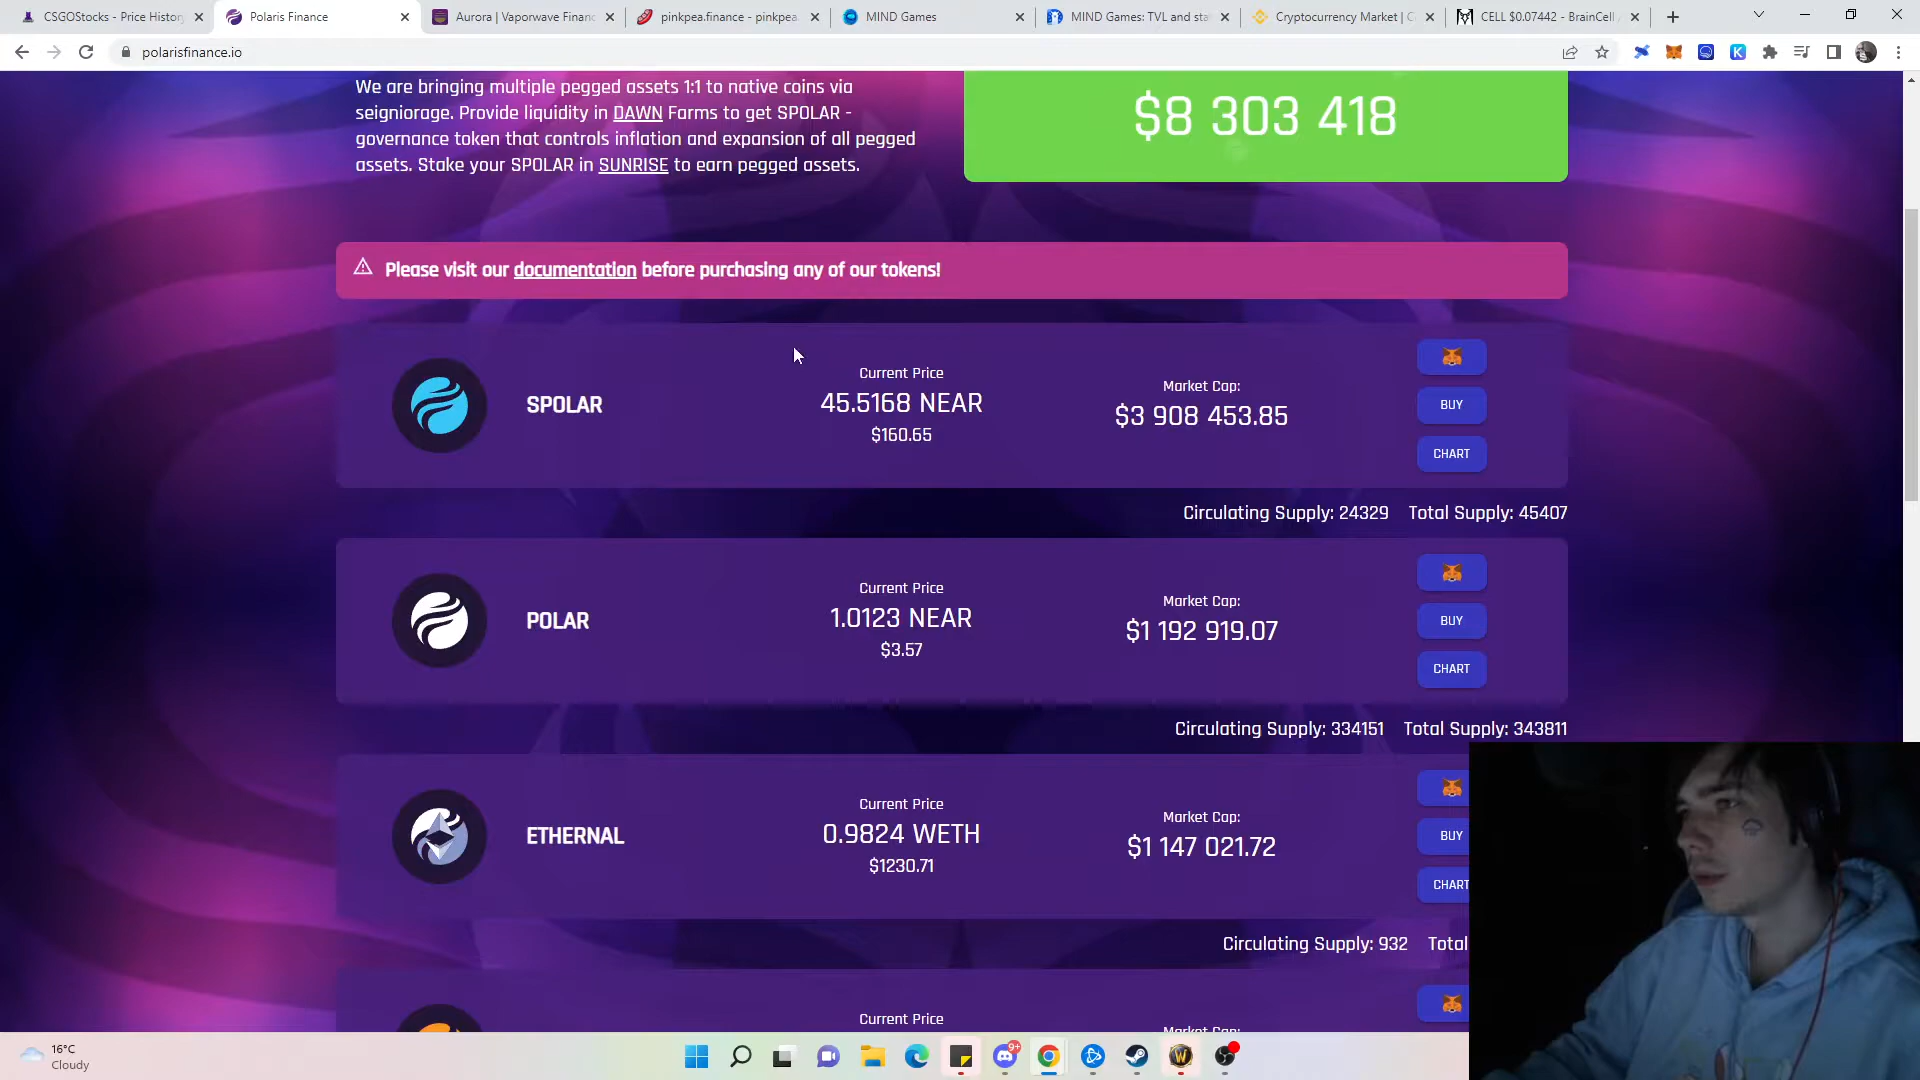 CSGOStocks - Price History
Polaris Finance
Aurora | Vaporwave Financ
pinkpea.finance - pinkpea.
MIND Games
MIND Games: TVL and sta
Cryptocurrency Market | C
CELL $0.07442 - BrainCell
polarisfinance.io
We are bringing multiple pegged assets 1:1 to native coins via
seigniorage. Provide liquidity in DAWN Farms to get SPOLAR -
governance token that controls inflation and expansion of all pegged
assets. Stake your SPOLAR in SUNRISE to earn pegged assets.
$8 303 418
Please visit our documentation before purchasing any of our tokens!
SPOLAR
Current Price
45.5168 NEAR
$160.65
Market Cap:
$3 908 453.85
BUY
CHART
Circulating Supply: 24329 Total Supply: 45407
POLAR
Current Price
1.0123 NEAR
$3.57
Market Cap:
$1 192 919.07
BUY
CHART
Circulating Supply: 334151 Total Supply: 343811
ETHERNAL
Current Price
0.9824 WETH
$1230.71
Market Cap:
$1 147 021.72
BUY
CHART
Circulating Supply: 932 Total
Current Price
Market Cap:
16°C
Cloudy
9+